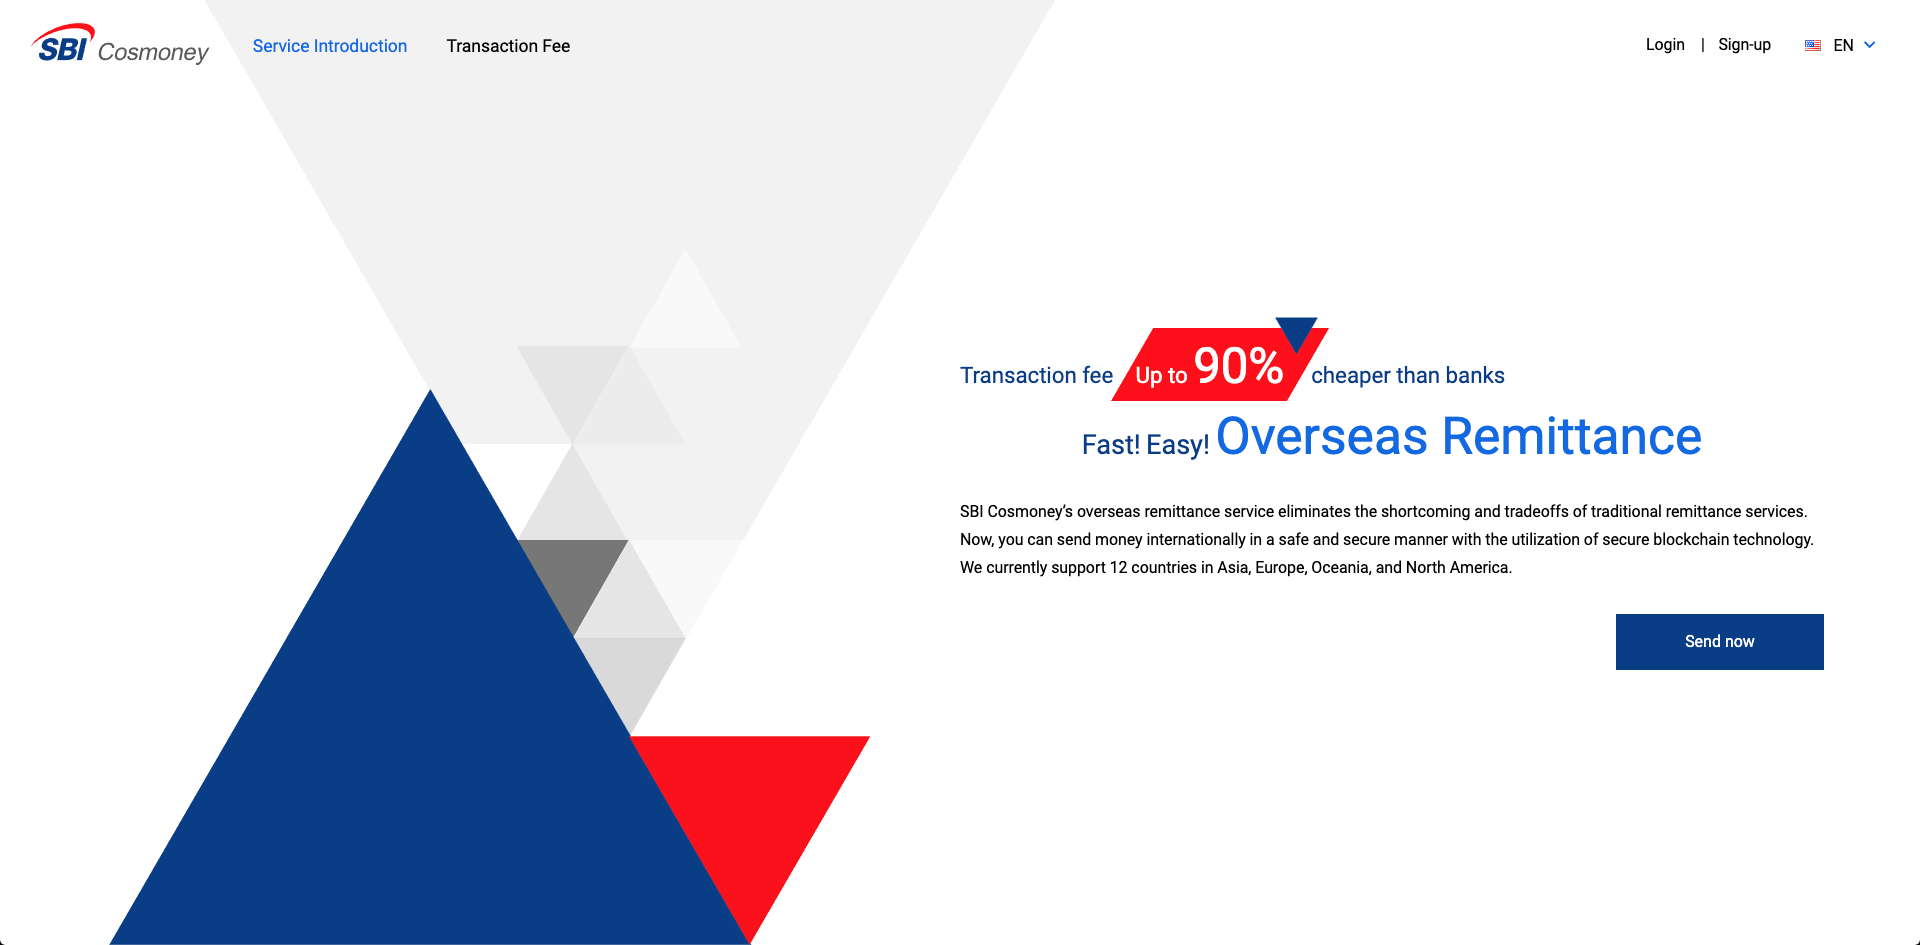 SBI Cosmoney
Service Introduction
Transaction Fee
Login | Sign-up
EN
Transaction fee Up to 90% cheaper than banks
Fast! Easy! Overseas Remittance
SBI Cosmoney’s overseas remittance service eliminates the shortcoming and tradeoffs of traditional remittance services.
Now, you can send money internationally in a safe and secure manner with the utilization of secure blockchain technology.
We currently support 12 countries in Asia, Europe, Oceania, and North America.
Send now